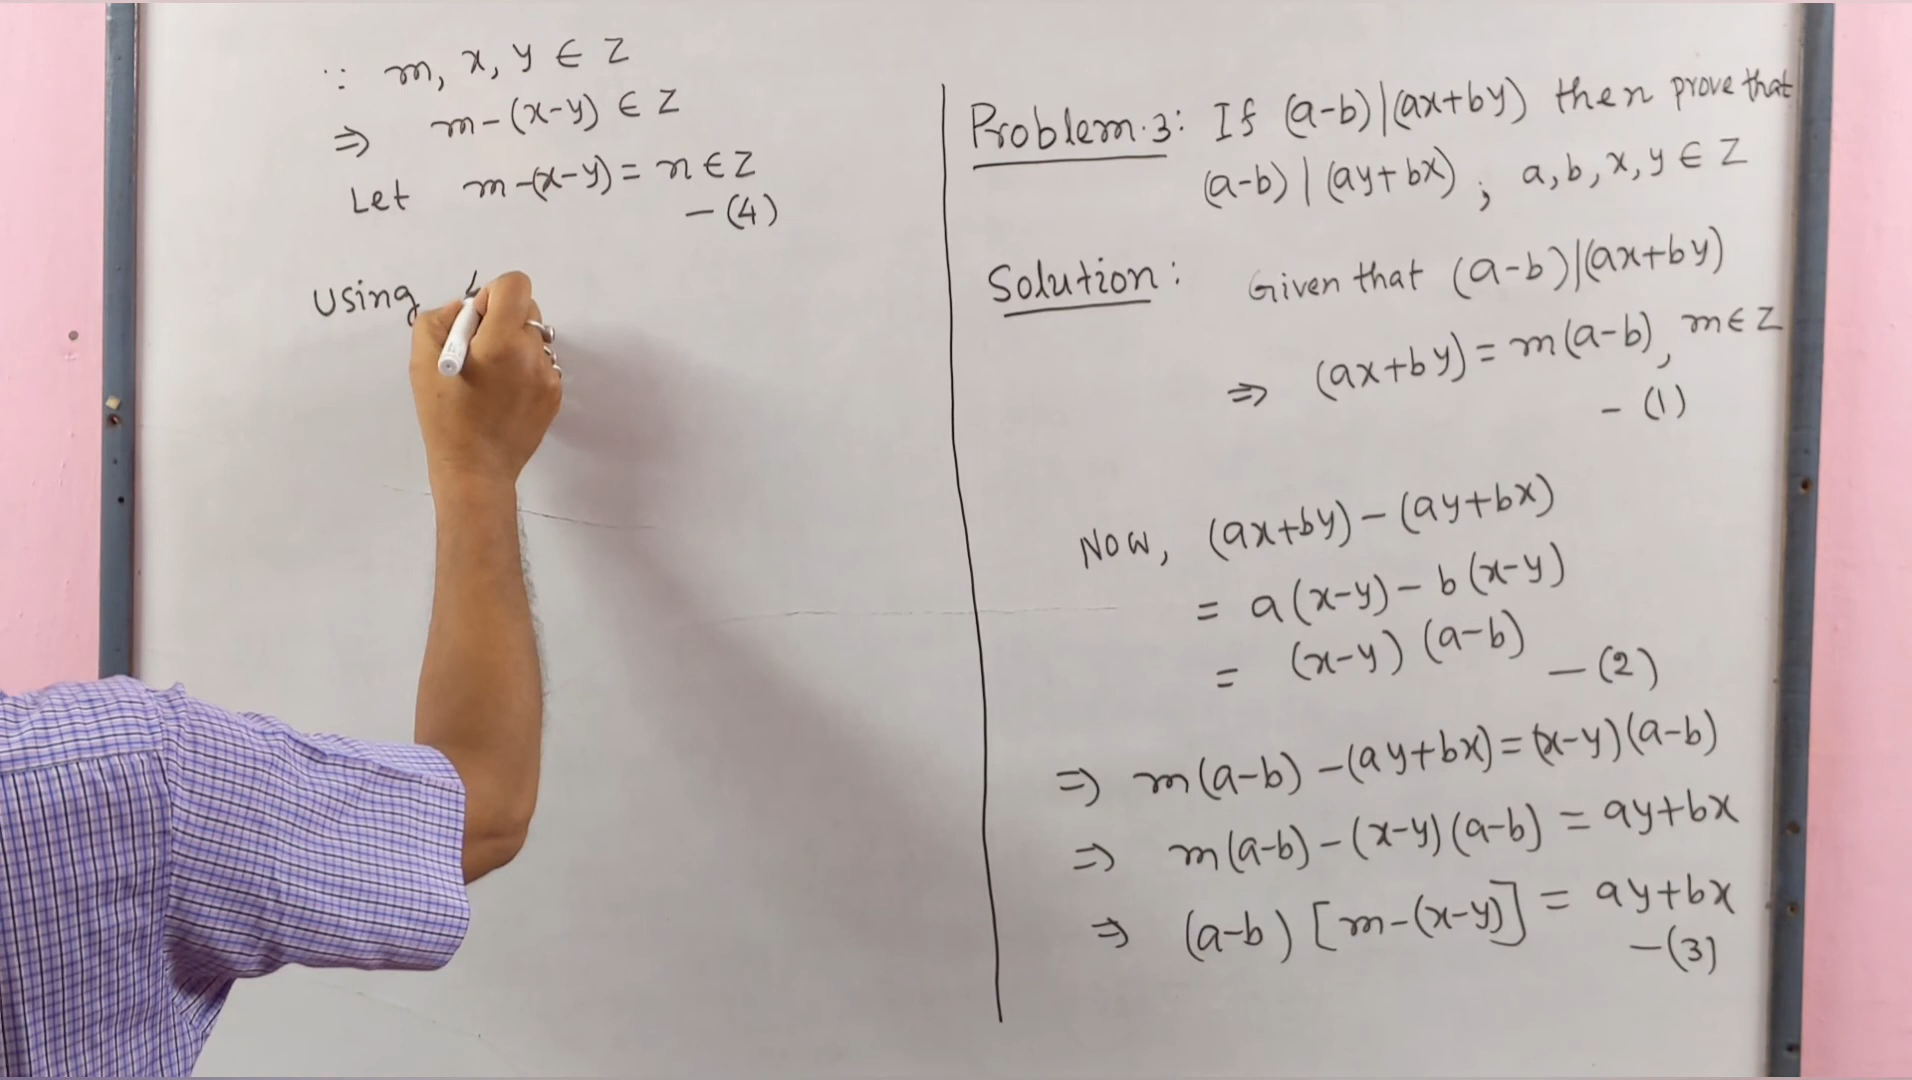 ∵ m, x, y ∈ Z
⇒ m-(x-y) ∈ Z
Let m-(x-y) = n ∈ Z
-(4)
Using
Problem.3: If (a-b)|(ax+by) then prove that
(a-b) | (ay+bx) ; a, b, x, y ∈ Z
Solution: Given that (a-b)|(ax+by)
⇒ (ax+by) = m(a-b), m ∈ Z
-(1)
Now, (ax+by) - (ay+bx)
= a(x-y) - b(x-y)
= (x-y) (a-b) -(2)
⇒ m(a-b) -(ay+bx) = (x-y)(a-b)
⇒ m(a-b) - (x-y)(a-b) = ay+bx
⇒ (a-b) [m-(x-y)] = ay+bx
-(3)